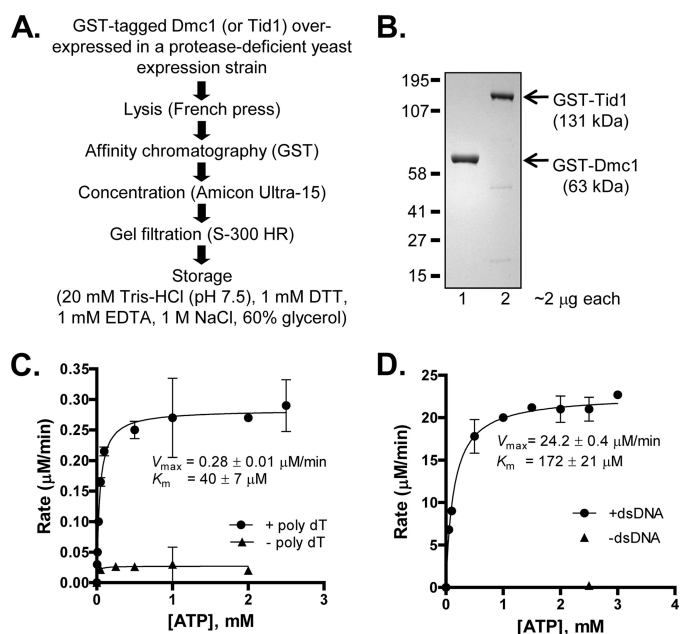 A.
GST-tagged Dmc1 (or Tid1) over-
expressed in a protease-deficient yeast
expression strain
Lysis (French press)
Affinity chromatography (GST)
Concentration (Amicon Ultra-15)
Gel filtration (S-300 HR)
Storage
(20 mM Tris-HCl (pH 7.5), 1 mM DTT,
1 mM EDTA, 1 M NaCl, 60% glycerol)
B.
195
107
58
41
27
15
GST-Tid1
(131 kDa)
GST-Dmc1
(63 kDa)
1 2 ~2 μg each
C.
Rate (μM/min)
0.35
0.30
0.25
0.20
0.15
0.10
0.05
0.00
Vmax = 0.28 ± 0.01 μM/min
Km = 40 ± 7 μM
+ poly dT
- poly dT
0 1 2 3
[ATP], mM
D.
Rate (μM/min)
25
20
15
10
5
0
Vmax = 24.2 ± 0.4 μM/min
Km = 172 ± 21 μM
+dsDNA
-dsDNA
0 1 2 3 4
[ATP], mM